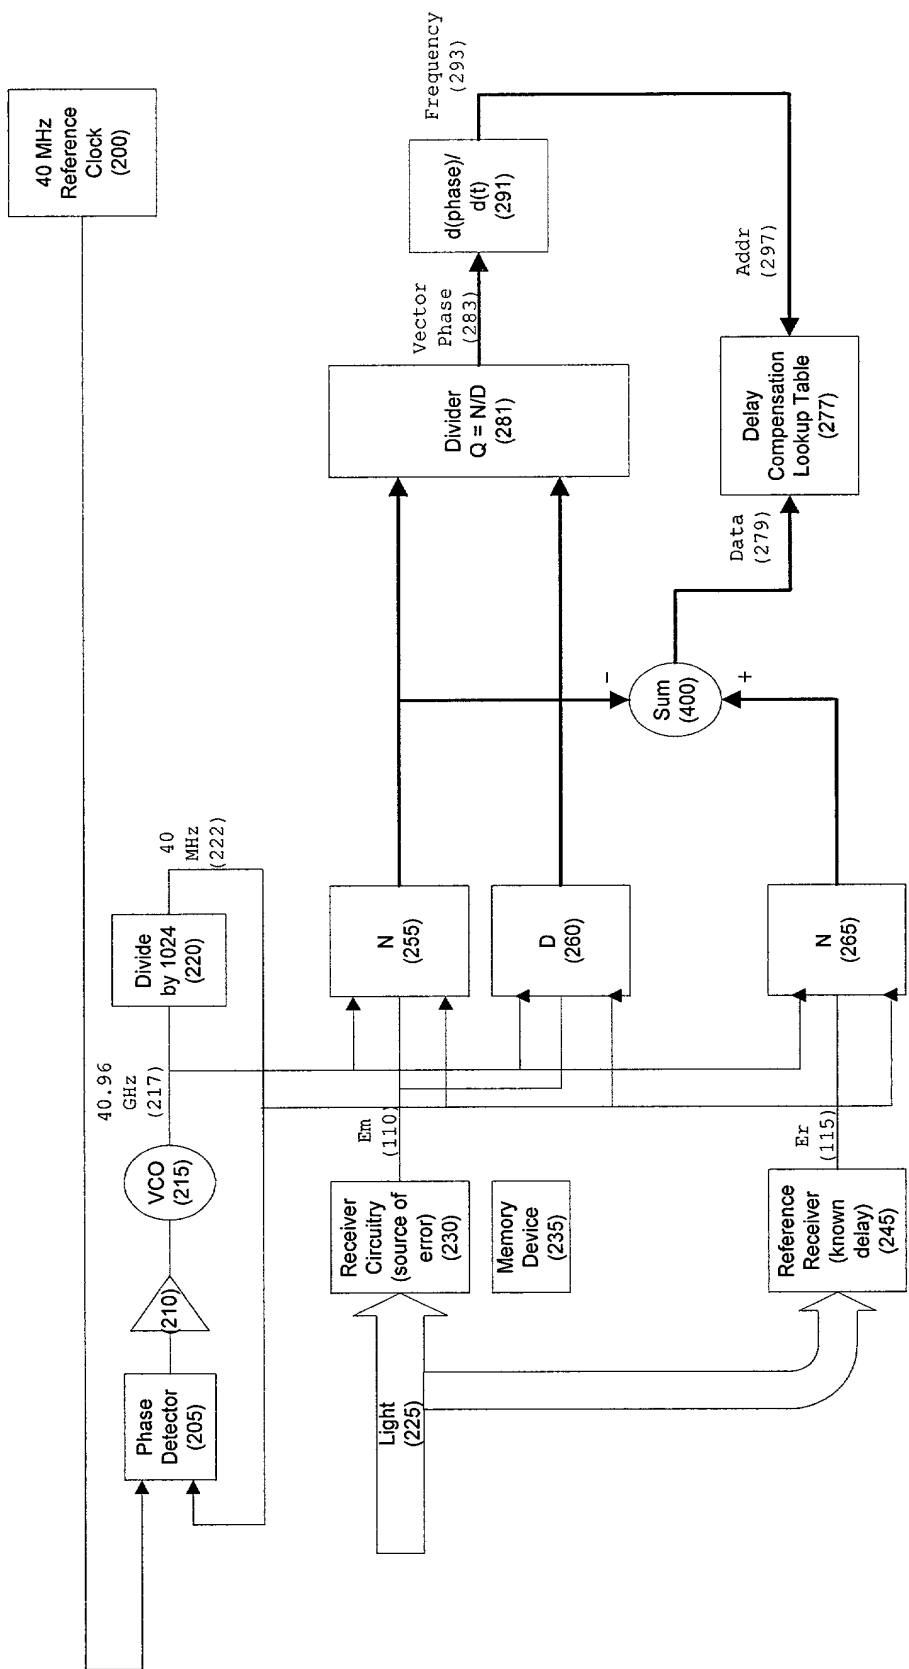 40 MHz
Reference
Clock
(200)
Phase
Detector
(205)
(210)
VCO
(215)
40.96
GHz
(217)
Divide
by 1024
(220)
40
MHz
(222)
Light
(225)
Receiver
Circuitry
(source of
error)
(230)
Memory
Device
(235)
Em
(110)
N
(255)
D
(260)
Divider
Q = N/D
(281)
Vector
Phase
(283)
d(phase)/
d(t)
(291)
Frequency
(293)
Reference
Receiver
(known
delay)
(245)
Er
(115)
N
(265)
-
Sum
(400)
+
Data
(279)
Delay
Compensation
Lookup Table
(277)
Addr
(297)